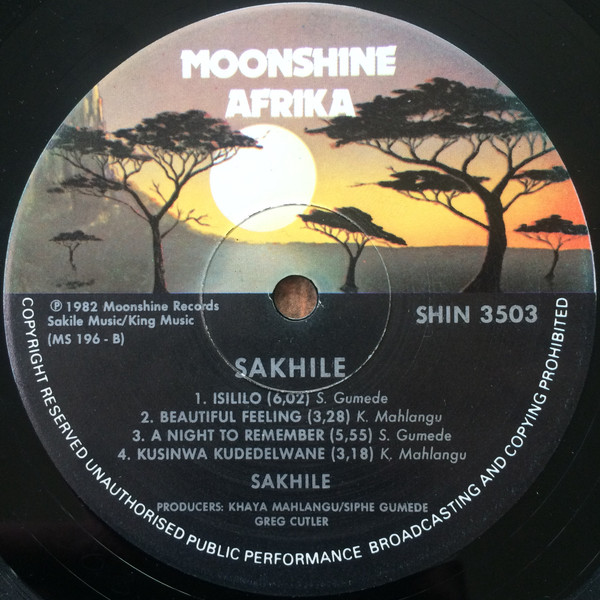 MOONSHINE
AFRIKA
℗ 1982 Moonshine Records
Sakile Music/King Music
(MS 196 - B)
SHIN 3503
SAKHILE
1. ISILILO (6,02) S. Gumede
2. BEAUTIFUL FEELING (3,28) K. Mahlangu
3. A NIGHT TO REMEMBER (5,55) S. Gumede
4. KUSINWA KUDEDELWANE (3,18) K, Mahlangu
SAKHILE
PRODUCERS: KHAYA MAHLANGU/SIPHE GUMEDE
GREG CUTLER
COPYRIGHT RESERVED UNAUTHORISED PUBLIC PERFORMANCE BROADCASTING AND COPYING PROHIBITED